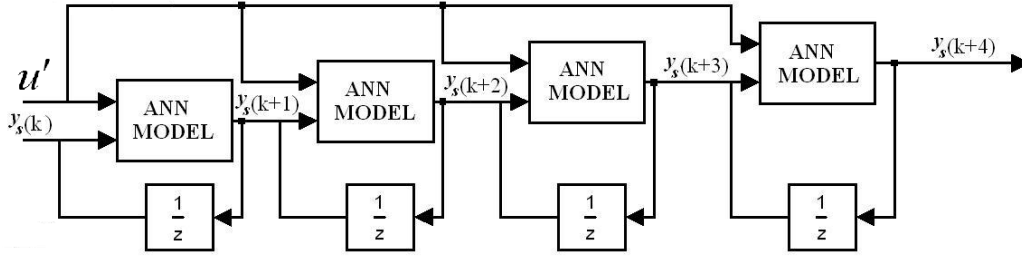 u'
y_s(k)
ANN
MODEL
y_s(k+1)
ANN
MODEL
y_s(k+2)
ANN
MODEL
y_s(k+3)
ANN
MODEL
y_s(k+4)
1
z
1
z
1
z
1
z